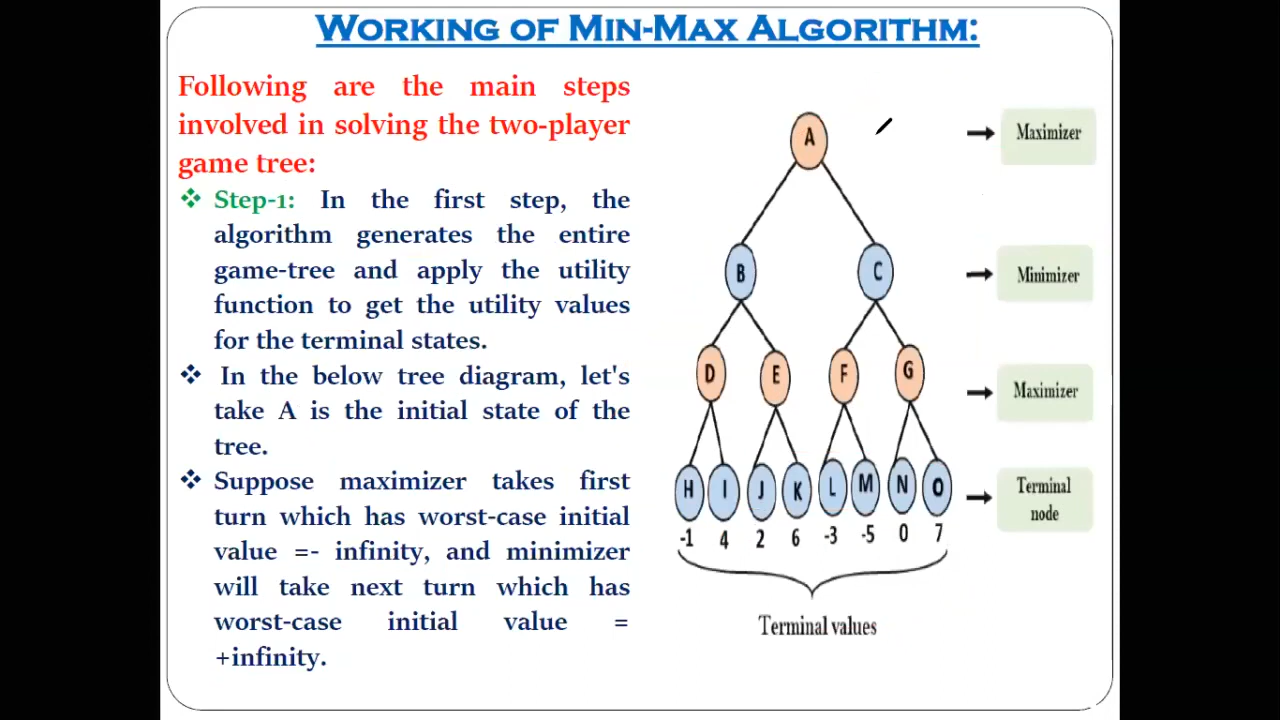 WORKING OF MIN-MAX ALGORITHM:
Following are the main steps
involved in solving the two-player
game tree:
❖ Step-1: In the first step, the
algorithm generates the entire
game-tree and apply the utility
function to get the utility values
for the terminal states.
❖ In the below tree diagram, let's
take A is the initial state of the
tree.
❖ Suppose maximizer takes first
turn which has worst-case initial
value =- infinity, and minimizer
will take next turn which has
worst-case initial value =
+infinity.
A
Maximizer
B C
Minimizer
D E F G
Maximizer
H I J K L M N O
Terminal
node
-1 4 2 6 -3 -5 0 7
Terminal values